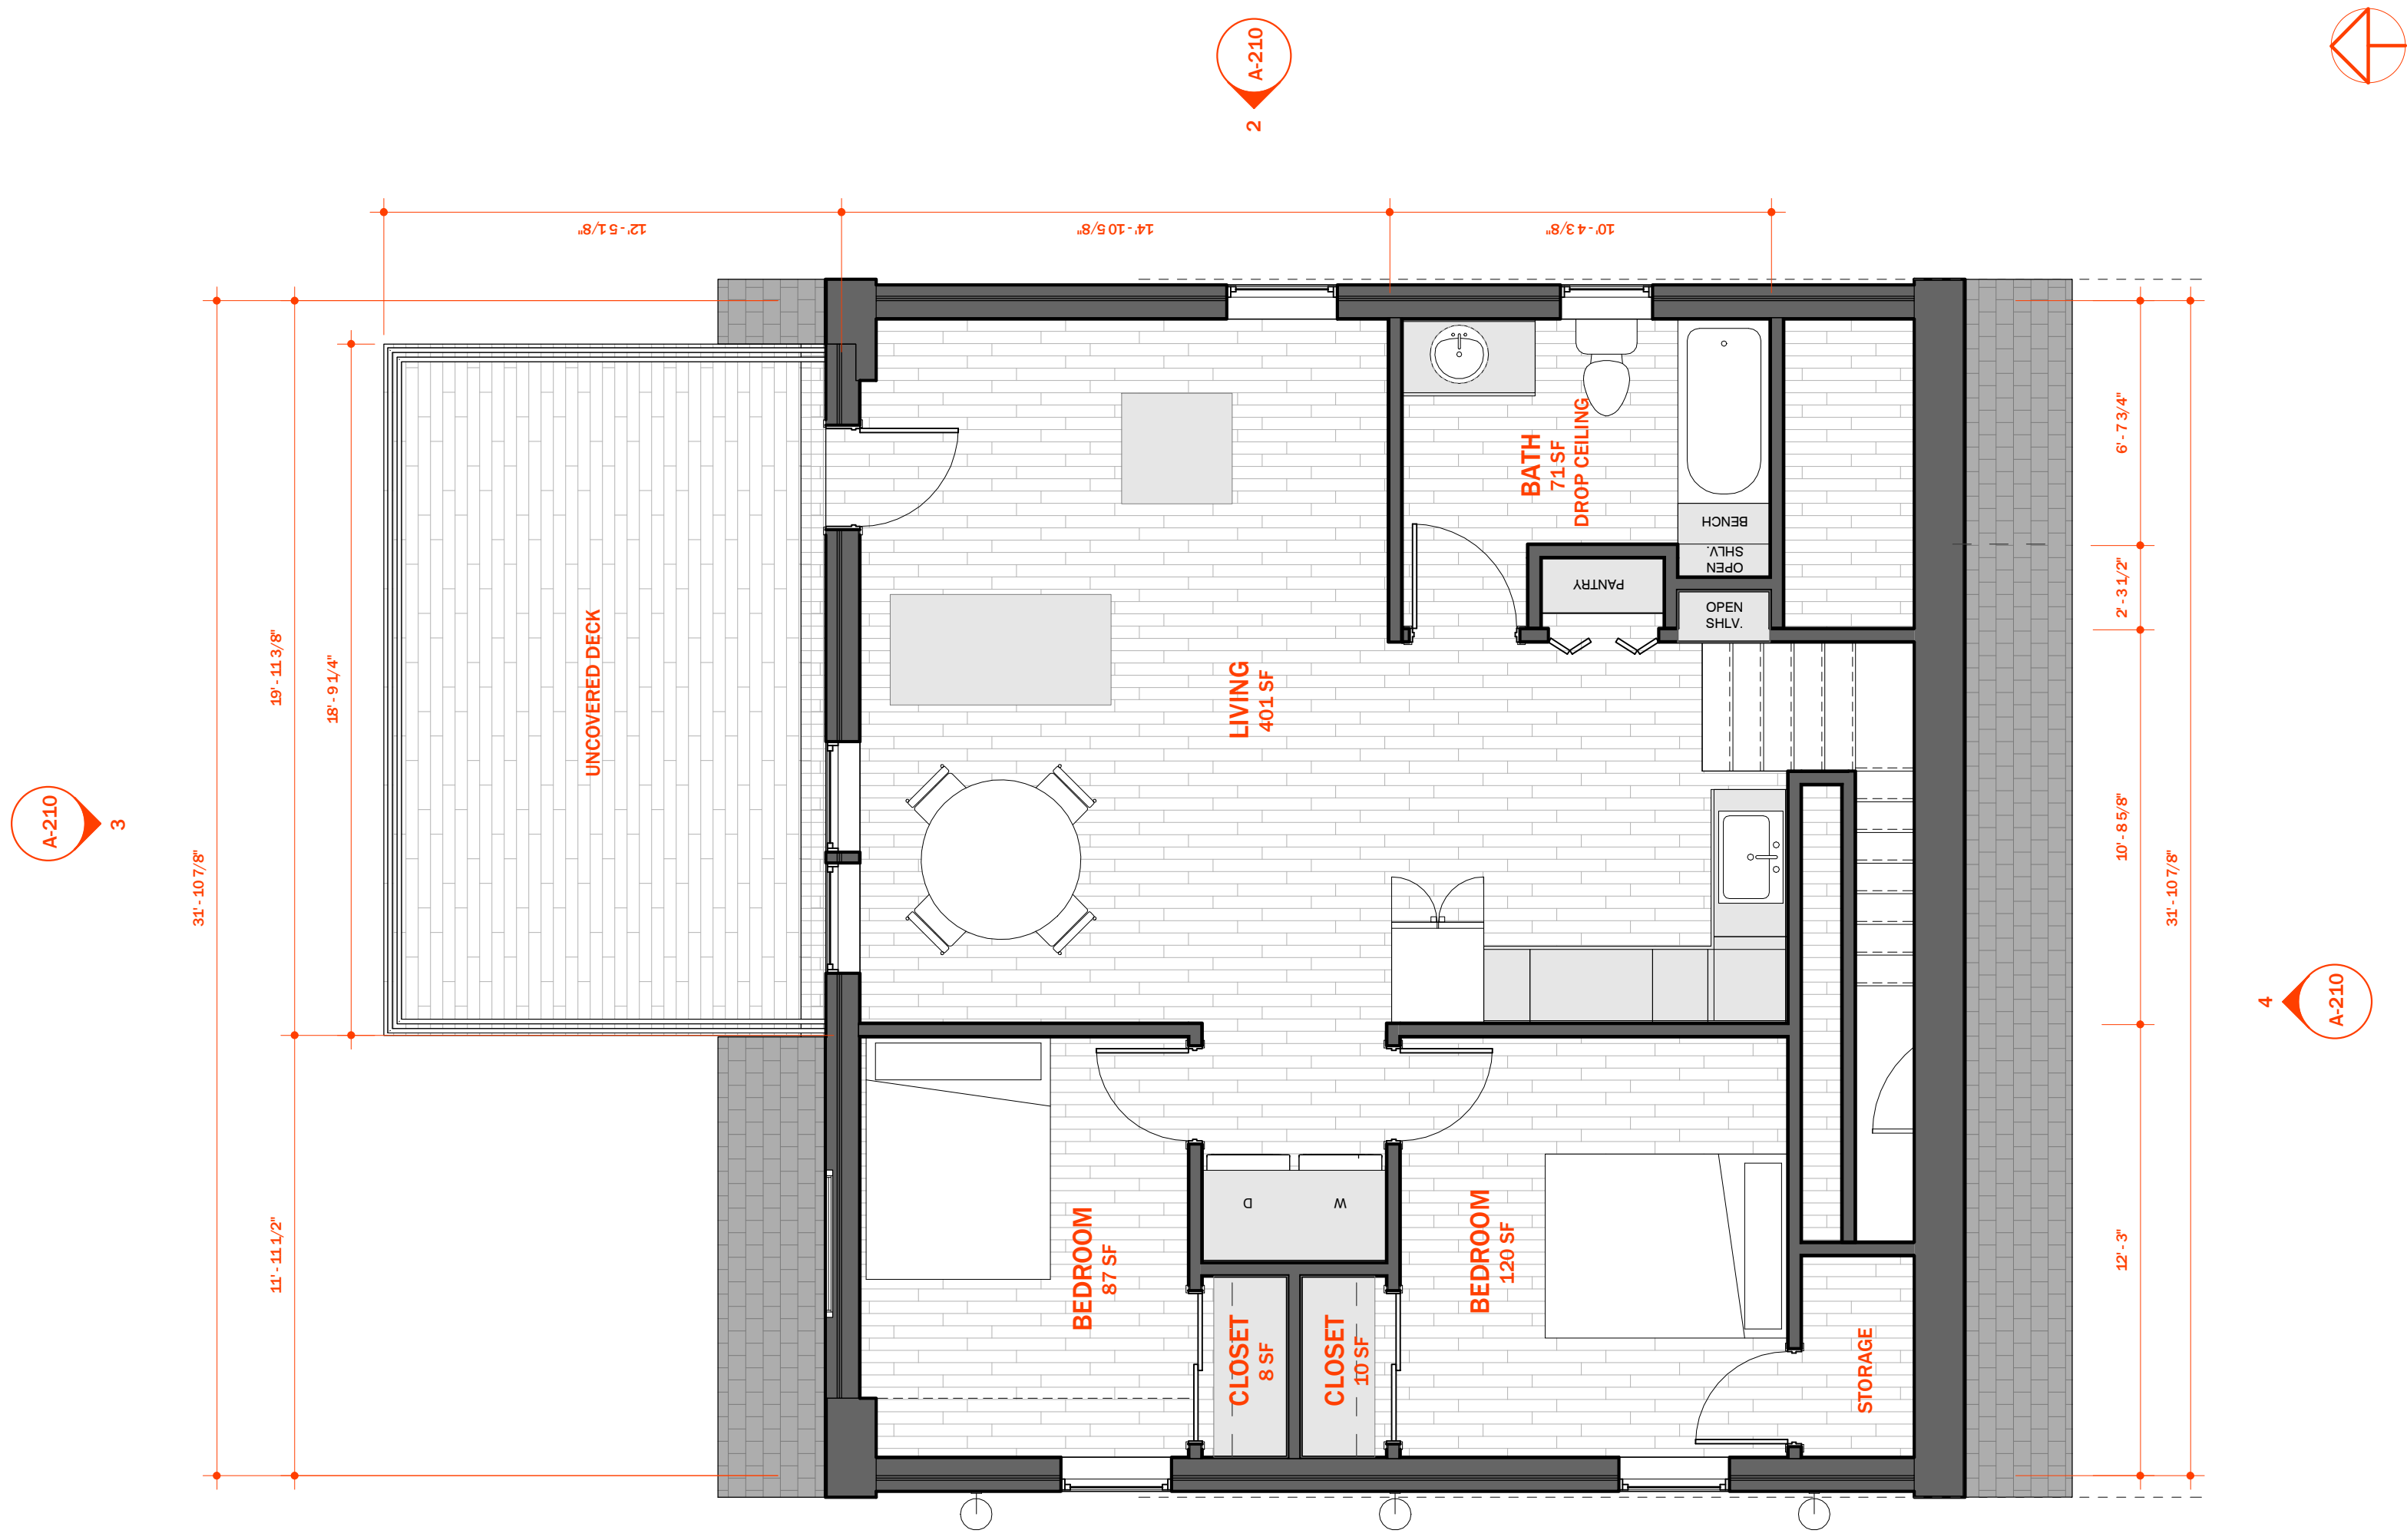 A-210
2
12' - 5 1/8"
14' - 10 5/8"
10' - 4 3/8"
A-210
3
31' - 10 7/8"
19' - 11 3/8"
18' - 9 1/4"
11' - 11 1/2"
UNCOVERED DECK
LIVING
401 SF
BATH
71 SF
DROP CEILING
BENCH
OPEN
SHLV.
PANTRY
OPEN
SHLV.
BEDROOM
87 SF
D
W
CLOSET
8 SF
CLOSET
10 SF
BEDROOM
120 SF
STORAGE
6' - 7 3/4"
2' - 3 1/2"
10' - 8 5/8"
12' - 3"
31' - 10 7/8"
4
A-210